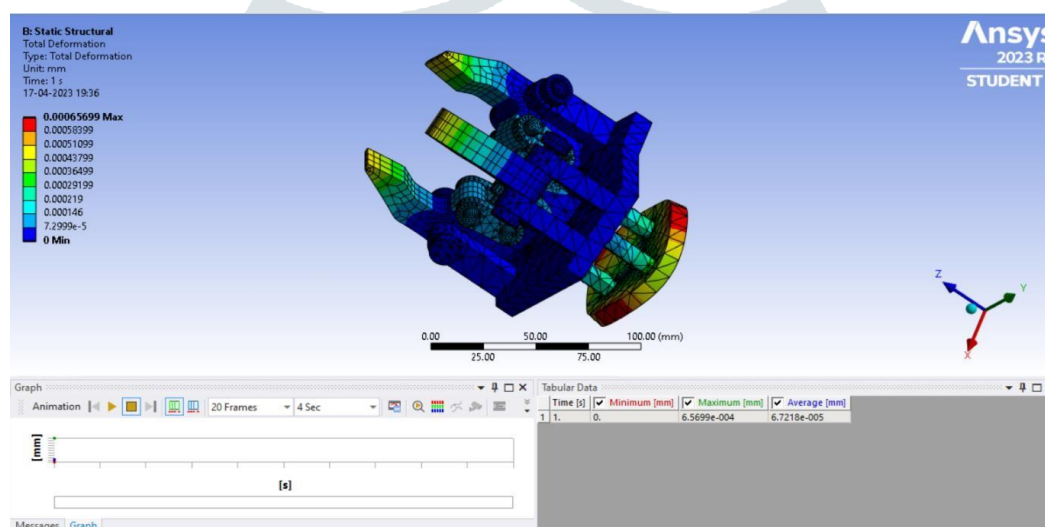 B: Static Structural
Total Deformation
Type: Total Deformation
Unit: mm
Time: 1 s
17-04-2023 19:36
0.00065699 Max
0.00058399
0.00051099
0.00043799
0.00036499
0.00029199
0.000219
0.000146
7.2999e-5
0 Min
Ansys
2023 R
STUDENT
Z
Y
X
0.00 50.00 100.00 (mm)
25.00 75.00
Graph
Animation 20 Frames 4 Sec
[mm]
[s]
Messages Graph
Tabular Data
Time [s] Minimum [mm] Maximum [mm] Average [mm]
1 1. 0. 6.5699e-004 6.7218e-005